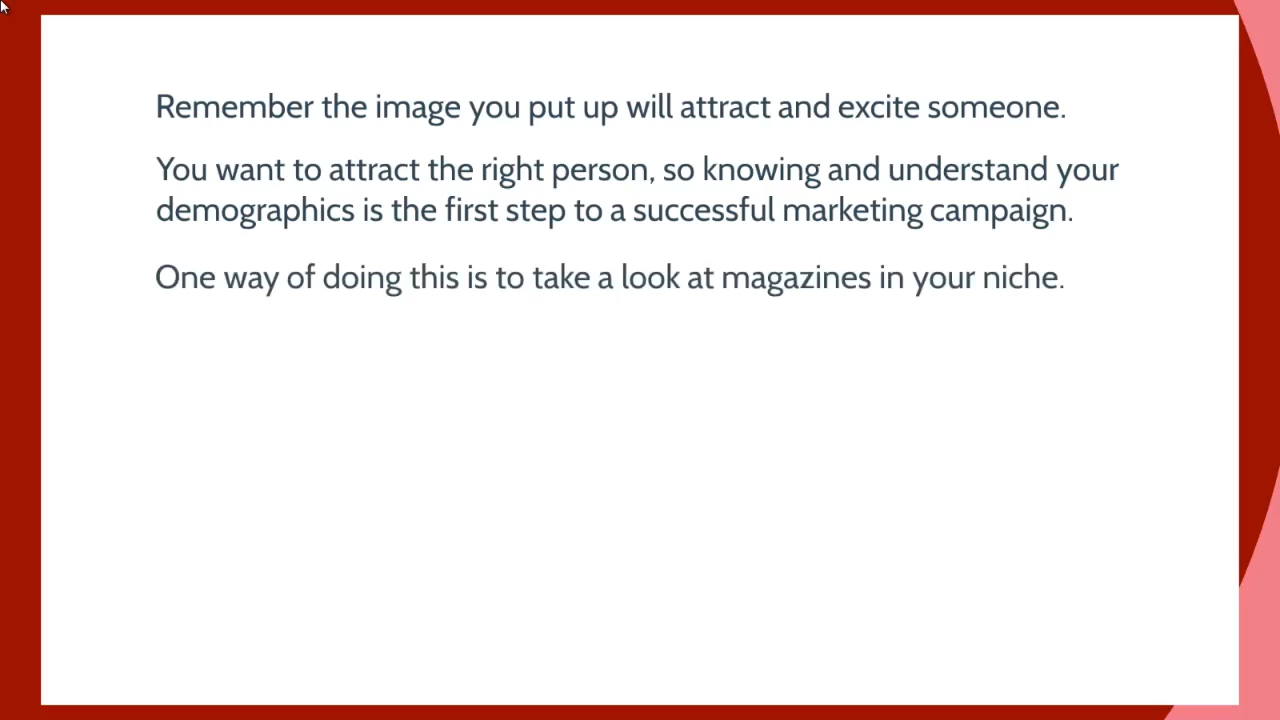 Remember the image you put up will attract and excite someone.
You want to attract the right person, so knowing and understand your
demographics is the first step to a successful marketing campaign.
One way of doing this is to take a look at magazines in your niche.